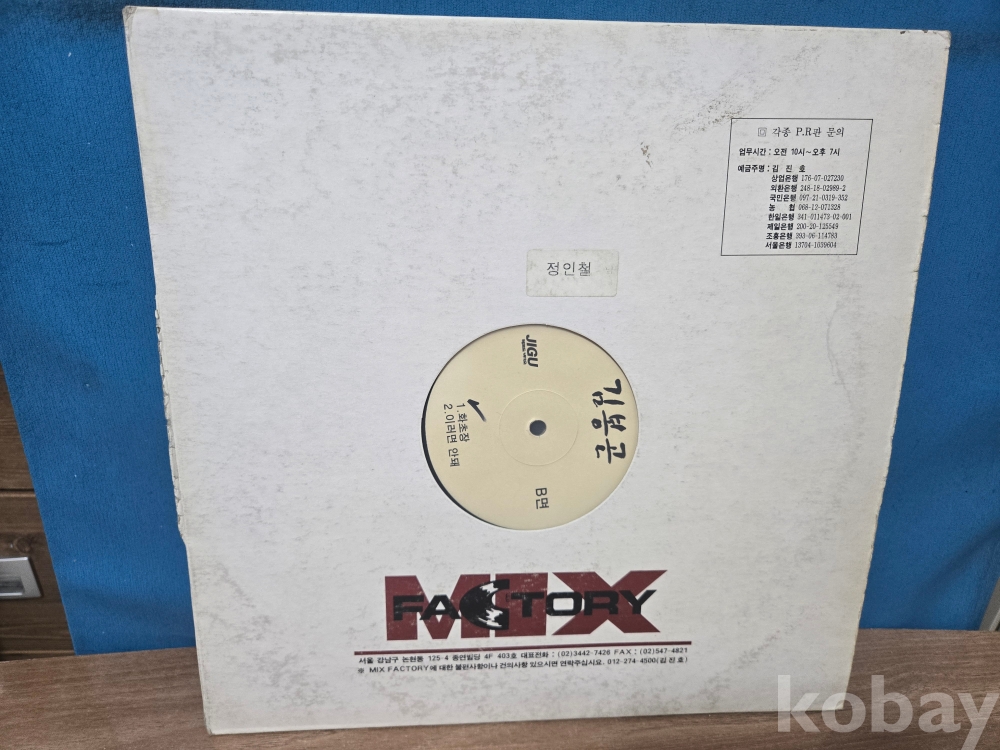 回 각종 P.R판 문의
업무시간 : 오전 10시~오후 7시
예금주명 : 김 진 호
상업은행 176-07-027230
외환은행 248-18-02989-2
국민은행 097-21-0319-352
농 협 068-12-071328
한일은행 341-011473-02-001
제일은행 200-20-125549
조흥은행 393-06-114783
서울은행 13704-1039604
정인철
JIGU
김봉군
1. 화초장
2. 이러면 안돼
B면
MIX
FACTORY
서울 강남구 논현동 125-4 종연빌딩 4F 403호 대표전화 : (02)3442-7426 FAX : (02)547-4821
※ MIX FACTORY에 대한 불편사항이나 건의사항 있으시면 연락주십시요. 012-274-4500(김진호)
kobay